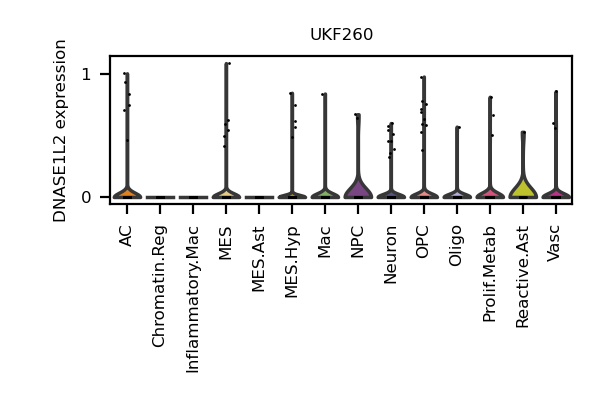 UKF260
DNASE1L2 expression
1
0
AC
Chromatin.Reg
Inflammatory.Mac
MES
MES.Ast
MES.Hyp
Mac
NPC
Neuron
OPC
Oligo
Prolif.Metab
Reactive.Ast
Vasc